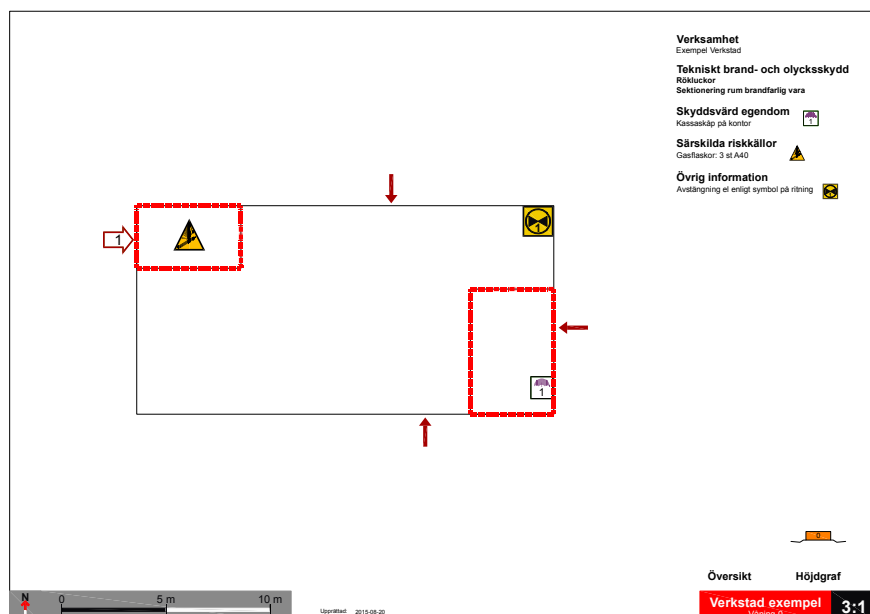 Verksamhet
Exempel Verkstad
Tekniskt brand- och olycksskydd
Rökluckor
Sektionering rum brandfarlig vara
Skyddsvärd egendom
Kassaskåp på kontor
1
Särskilda riskkällor
Gasflaskor: 3 st A40
Övrig information
Avstängning el enligt symbol på ritning
1
1
1
0
Översikt Höjdgraf
N 0 5 m 10 m
Upprättad: 2015-08-20
Verkstad exempel 3:1
Våning 0